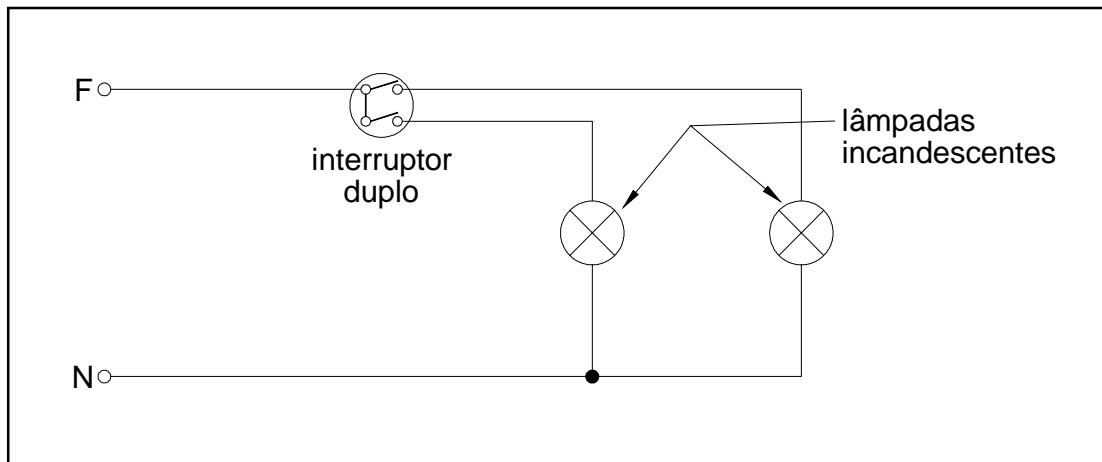 F
interruptor
duplo
lâmpadas
incandescentes
N